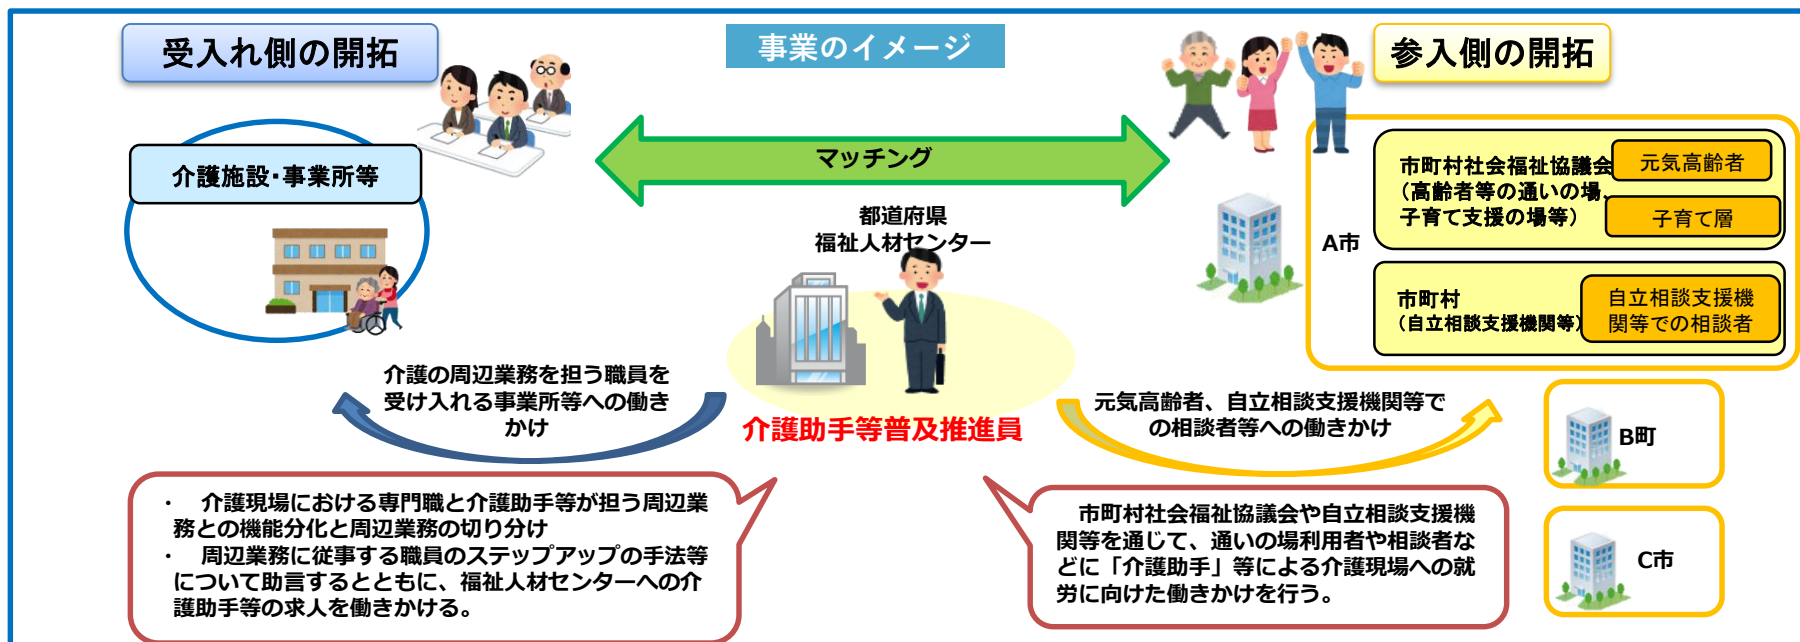 受入れ側の開拓
事業のイメージ
参入側の開拓
介護施設・事業所等
マッチング
都道府県
福祉人材センター
A市
市町村社会福祉協議会
（高齢者等の通いの場、
子育て支援の場等）
元気高齢者
子育て層
市町村
（自立相談支援機関等）
自立相談支援機
関等での相談者
介護の周辺業務を担う職員を
受け入れる事業所等への働き
かけ
介護助手等普及推進員
元気高齢者、自立相談支援機関等で
の相談者等への働きかけ
B町
C市
・　介護現場における専門職と介護助手等が担う周辺業
務との機能分化と周辺業務の切り分け
・　周辺業務に従事する職員のステップアップの手法等
について助言するとともに、福祉人材センターへの介
護助手等の求人を働きかける。
　市町村社会福祉協議会や自立相談支援機
関等を通じて、通いの場利用者や相談者な
どに「介護助手」等による介護現場への就
労に向けた働きかけを行う。